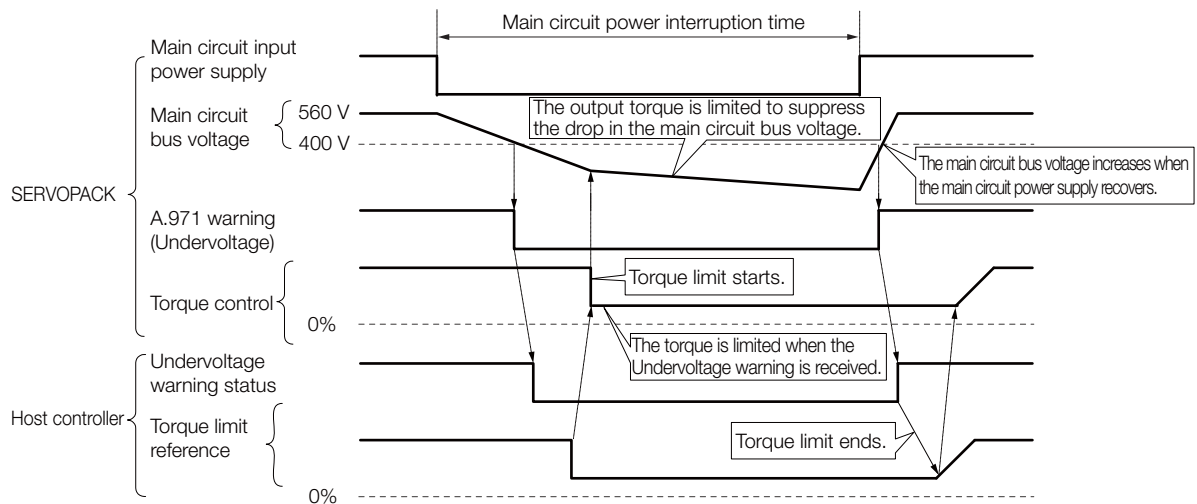 Main circuit power interruption time
Main circuit input
power supply
The output torque is limited to suppress
the drop in the main circuit bus voltage.
Main circuit
bus voltage
560 V
400 V
The main circuit bus voltage increases when
the main circuit power supply recovers.
SERVOPACK
A.971 warning
(Undervoltage)
Torque limit starts.
Torque control
0%
The torque is limited when the
Undervoltage warning is received.
Undervoltage
warning status
Host controller
Torque limit
reference
Torque limit ends.
0%